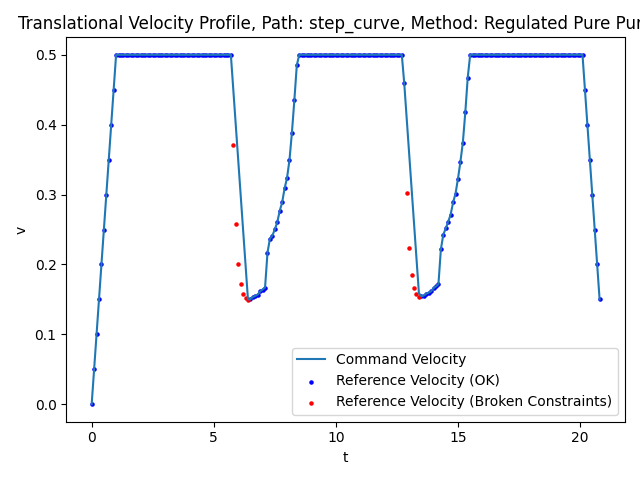 Translational Velocity Profile, Path: step_curve, Method: Regulated Pure
v
0.5
0.4
0.3
0.2
0.1
0.0
Command Velocity
Reference Velocity (OK)
Reference Velocity (Broken Constraints)
0 5 10 15 20
t